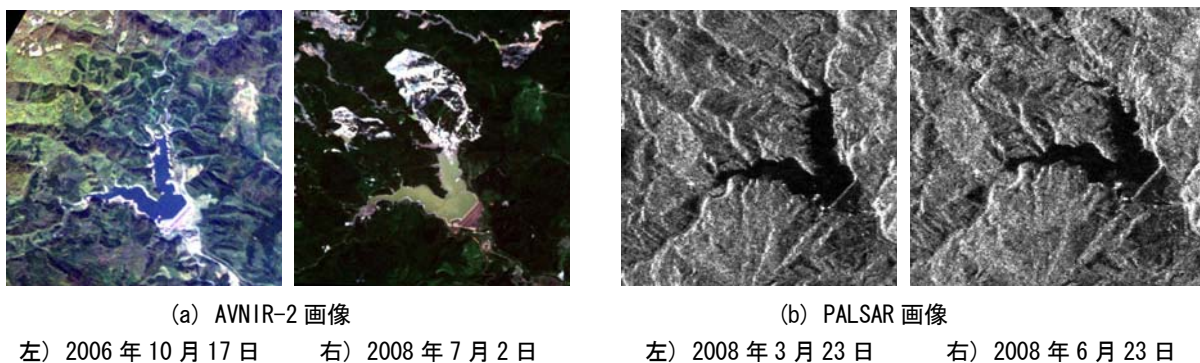 (a) AVNIR-2 画像
(b) PALSAR 画像
左) 2006 年 10 月 17 日 右) 2008 年 7 月 2 日
左) 2008 年 3 月 23 日 右) 2008 年 6 月 23 日